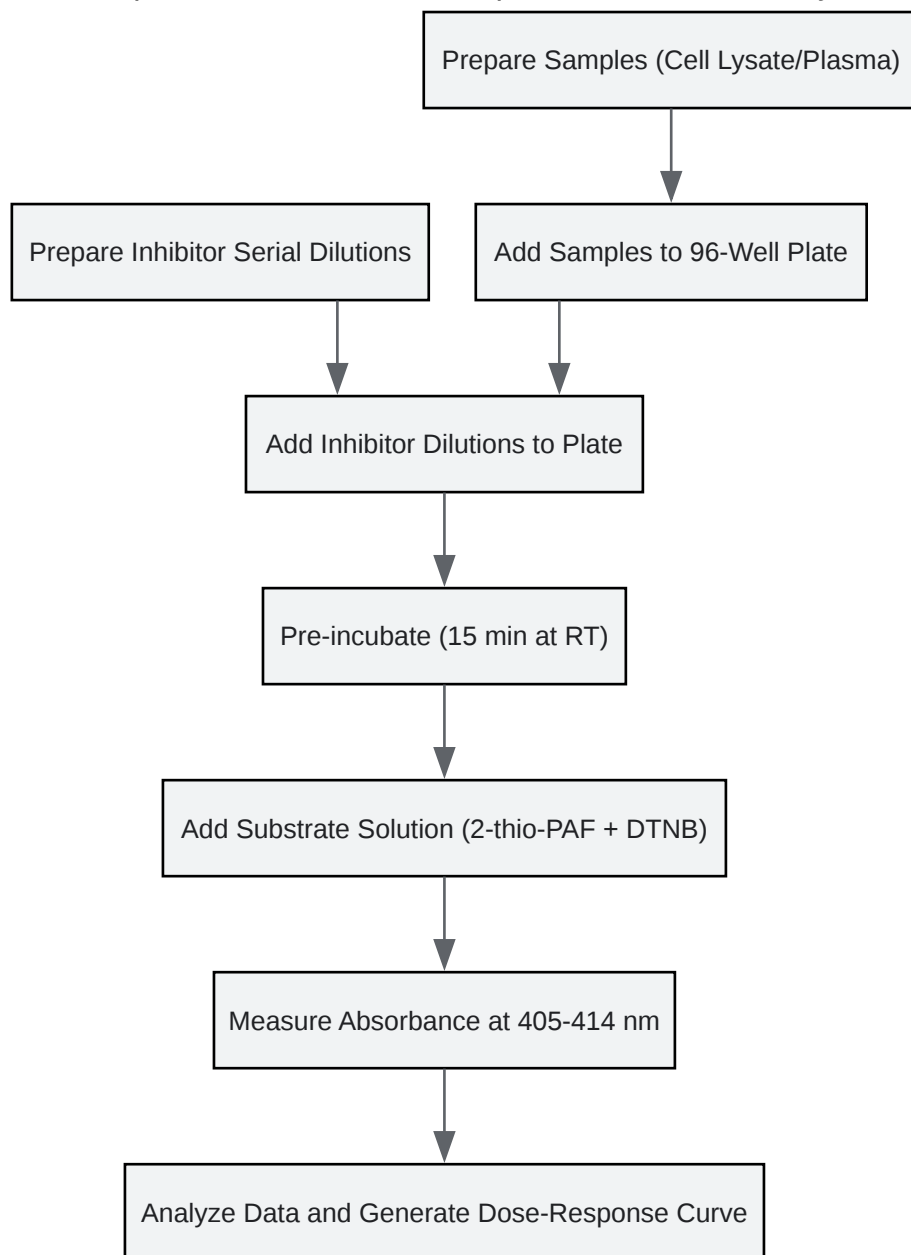 Prepare Samples (Cell Lysate/Plasma)
Prepare Inhibitor Serial Dilutions
Add Samples to 96-Well Plate
Add Inhibitor Dilutions to Plate
Pre-incubate (15 min at RT)
Add Substrate Solution (2-thio-PAF + DTNB)
Measure Absorbance at 405-414 nm
Analyze Data and Generate Dose-Response Curve